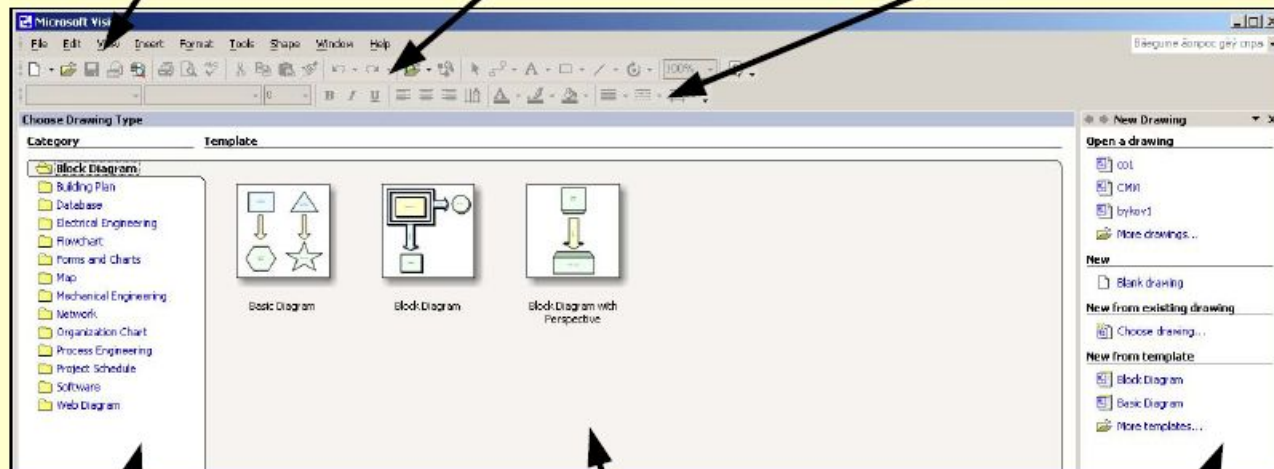 Microsoft Visi
File Edit View Insert Format Tools Shape Window Help
100%
B I U
Choose Drawing Type
New Drawing
Category
Template
Open a drawing
Block Diagram
Building Plan
Database
Electrical Engineering
Flowchart
Forms and Charts
Map
Mechanical Engineering
Network
Organization Chart
Process Engineering
Project Schedule
Software
Web Diagram
Basic Diagram
Block Diagram
Block Diagram with
Perspective
СМИ
bykov1
More drawings...
New
Blank drawing
New from existing drawing
Choose drawing...
New from template
Block Diagram
Basic Diagram
More templates...